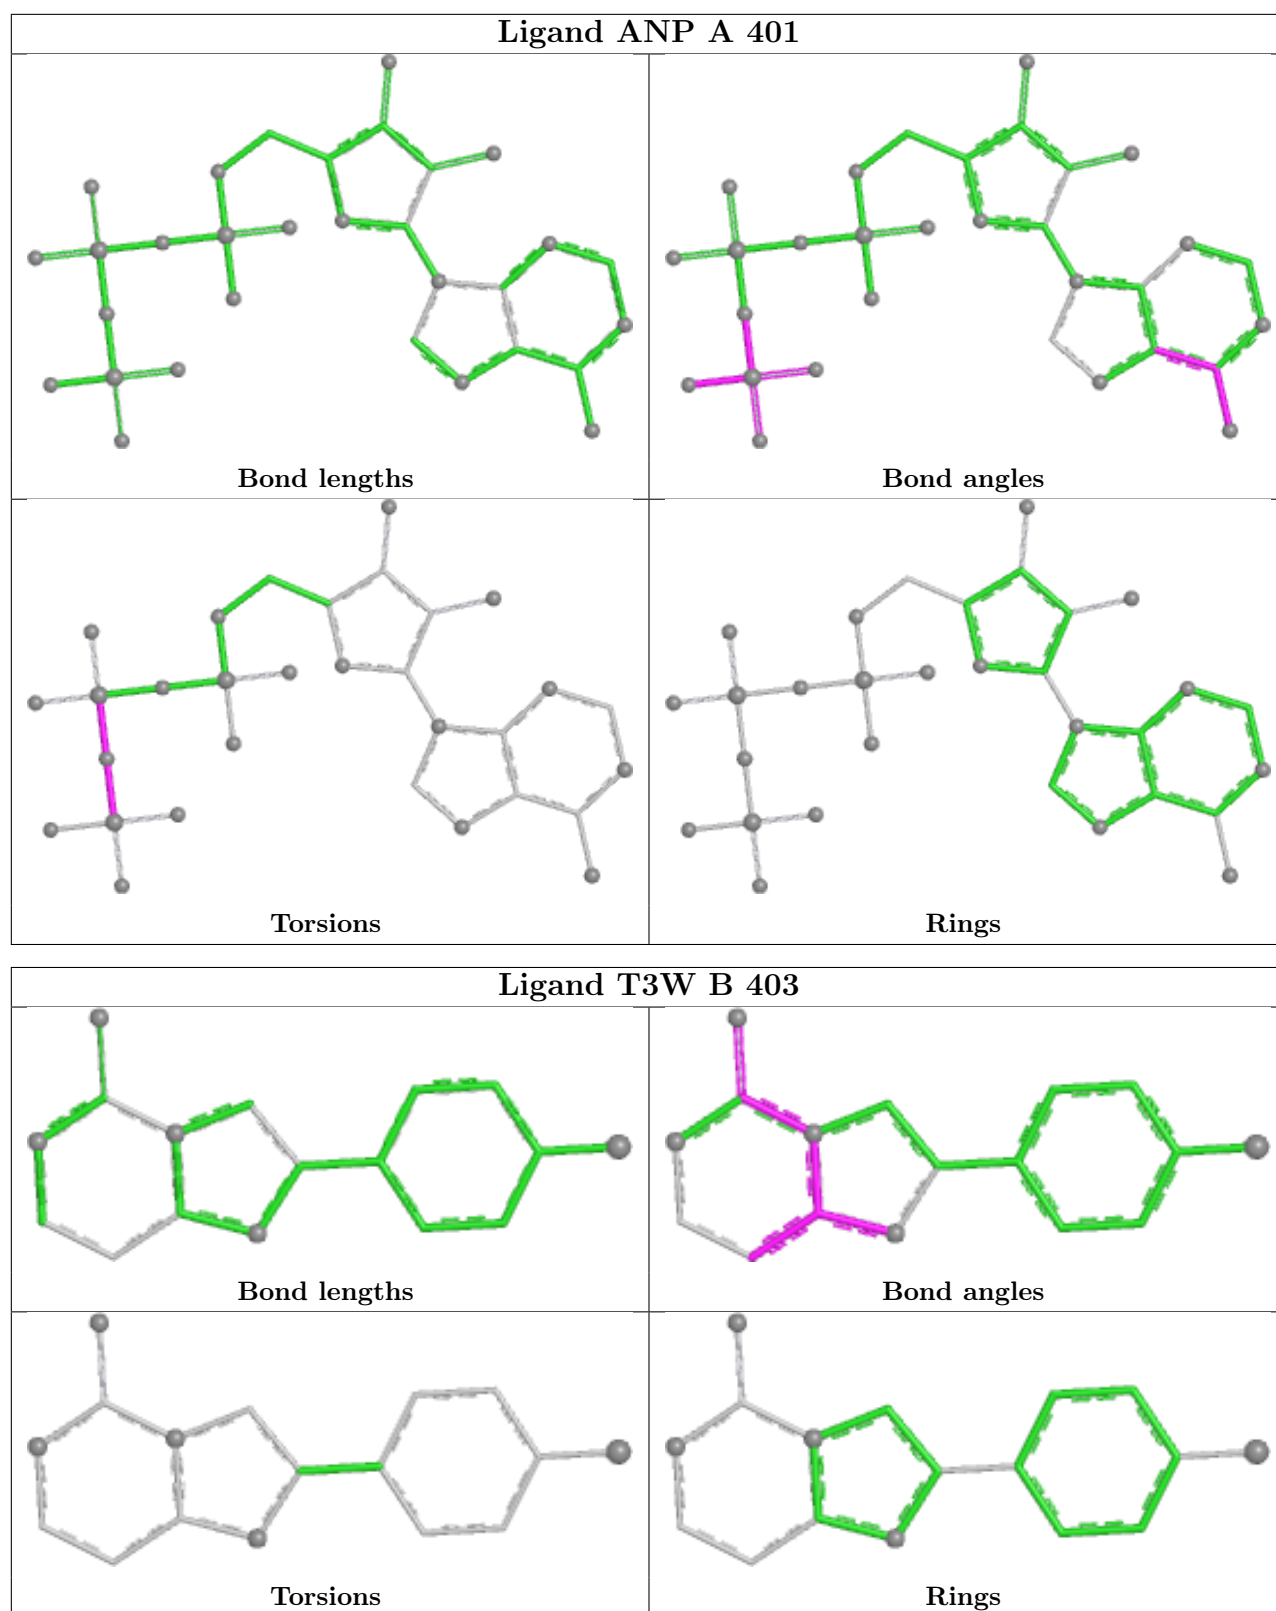 Ligand ANP A 401
Bond lengths
Bond angles
Torsions
Rings
Ligand T3W B 403
Bond lengths
Bond angles
Torsions
Rings